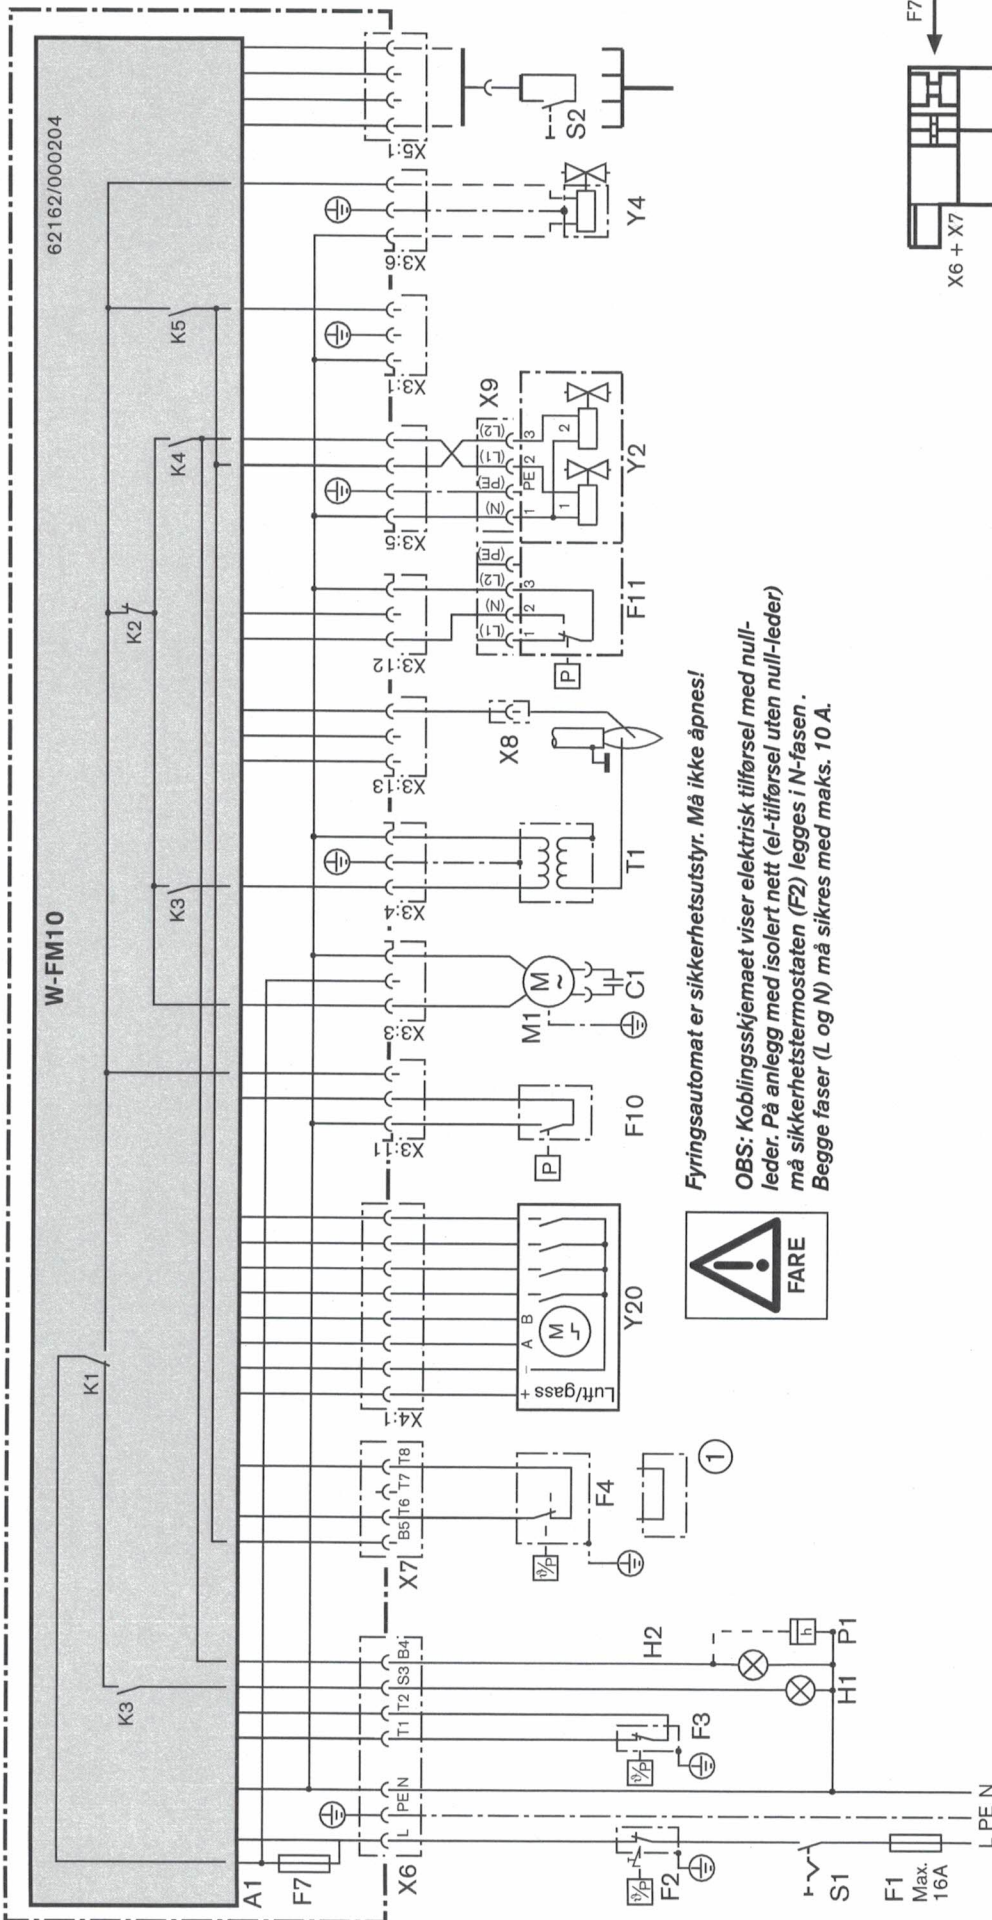 W-FM10
62162/000204
K1
K3
K3
K2
K4
K5
A1
F7
X6
L
PE
N
T1
T2
S3
B4
X7
B5
T6
T7
T8
X4:1
X3:11
X3:3
X3:4
X3:13
X3:12
X3:5
X3:1
X3:6
X5:1
ϑ/P
F2
S1
F1
Max.
16A
L PE N
ϑ/P
F3
H1
H2
h
P1
ϑ/P
F4
1
+ Luft/gass
−
A
B
M
Y20
P
F10
M1
M
~
C1
T1
X8
X9
(L1)
(N)
(L2)
(PE)
1
2
3
P
F11
(N)
(PE)
(L1)
(L2)
1
PE
2
3
1
2
Y2
Y4
S2
FARE
Fyringsautomat er sikkerhetsutstyr. Må ikke åpnes!
OBS: Koblingsskjemaet viser elektrisk tilførsel med null-
leder. På anlegg med isolert nett (el-tilførsel uten null-leder)
må sikkerhetstermostaten (F2) legges i N-fasen .
Begge faser (L og N) må sikres med maks. 10 A.
X6 + X7
F7